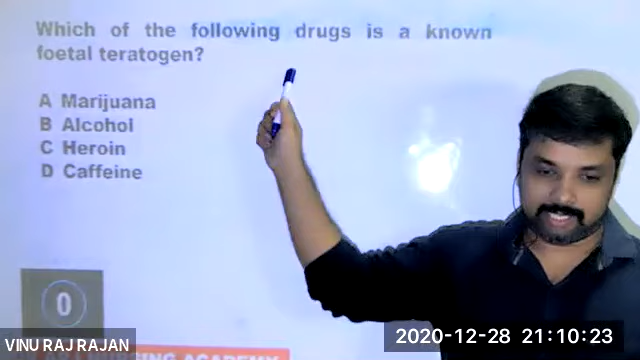 Which of the following drugs is a known
foetal teratogen?
A Marijuana
B Alcohol
C Heroin
D Caffeine
0
VINU RAJ RAJAN
2020-12-28 21:10:23
ACADEMY